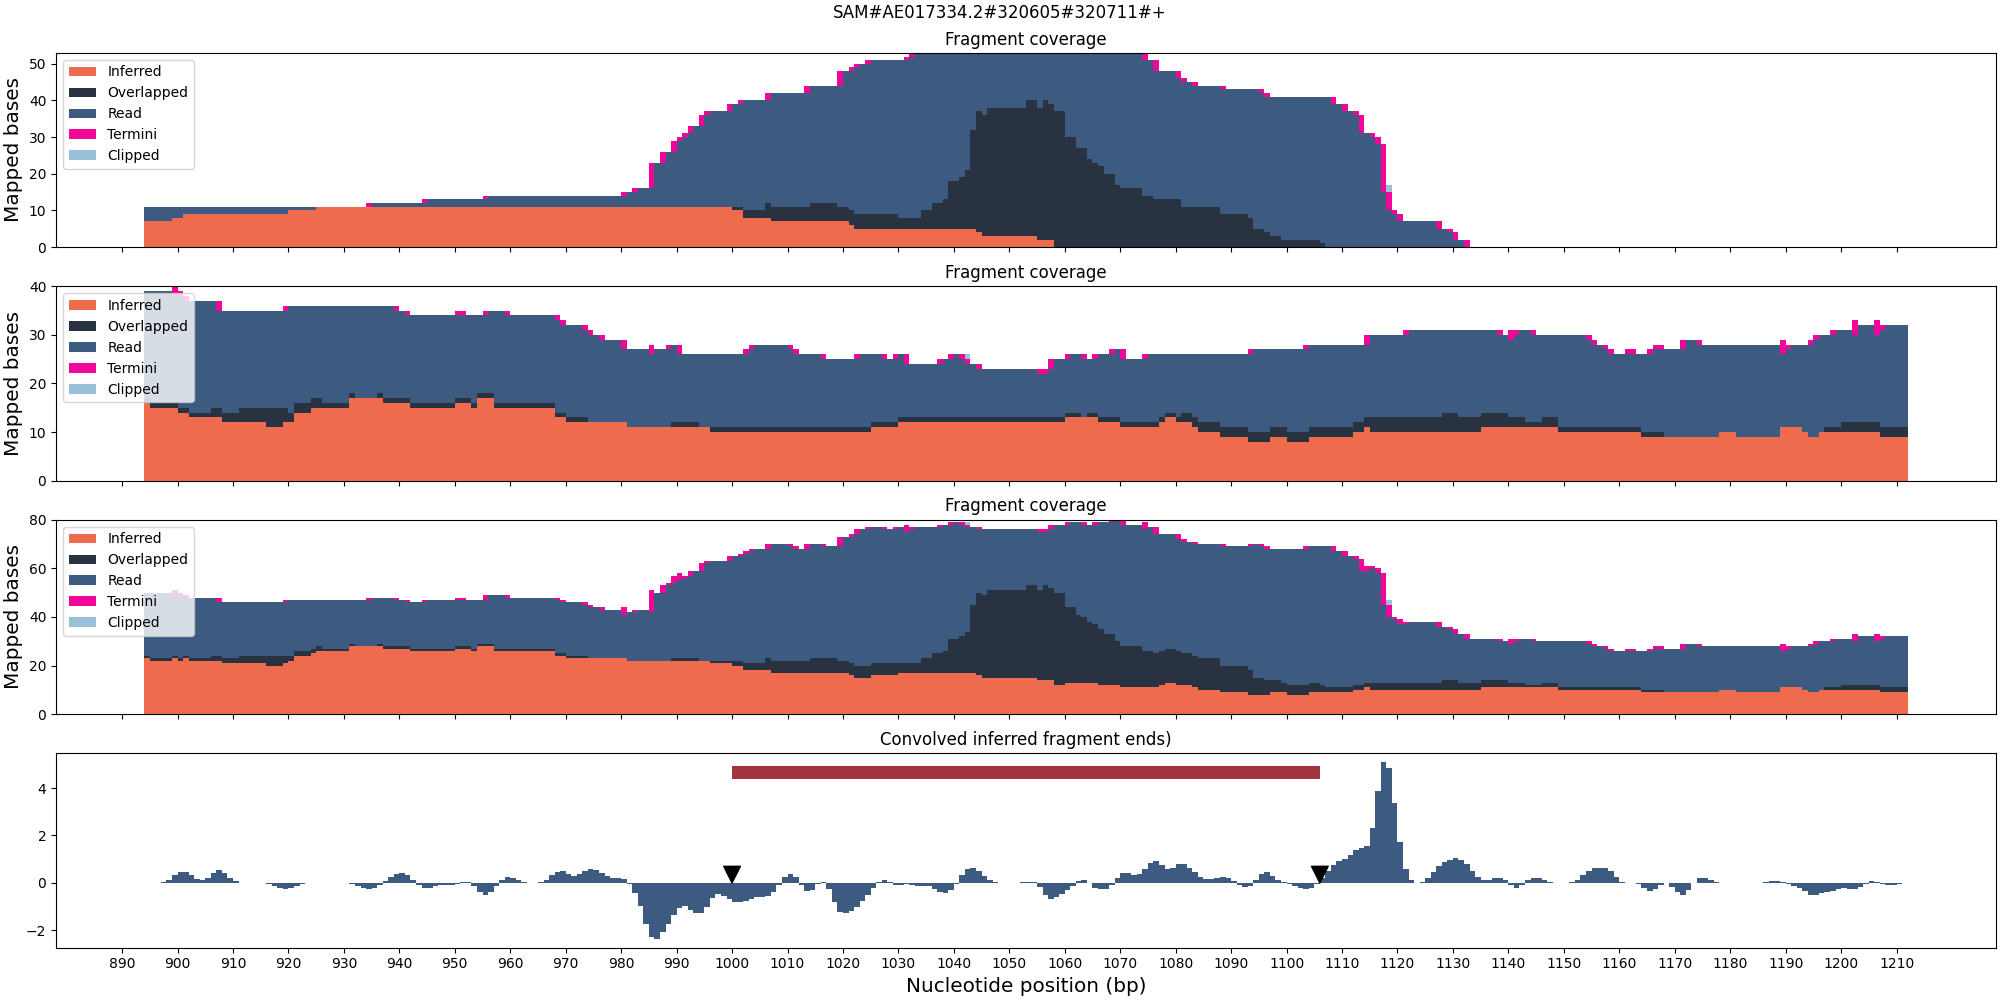 SAM#AE017334.2#320605#320711#+
Fragment coverage
Mapped bases
50
40
30
20
10
0
Inferred
Overlapped
Read
Termini
Clipped
Fragment coverage
Mapped bases
40
30
20
10
0
Inferred
Overlapped
Read
Termini
Clipped
Fragment coverage
Mapped bases
80
60
40
20
0
Inferred
Overlapped
Read
Termini
Clipped
Convolved inferred fragment ends)
4
2
0
−2
890 900 910 920 930 940 950 960 970 980 990 1000 1010 1020 1030 1040 1050 1060 1070 1080 1090 1100 1110 1120 1130 1140 1150 1160 1170 1180 1190 1200 1210
Nucleotide position (bp)